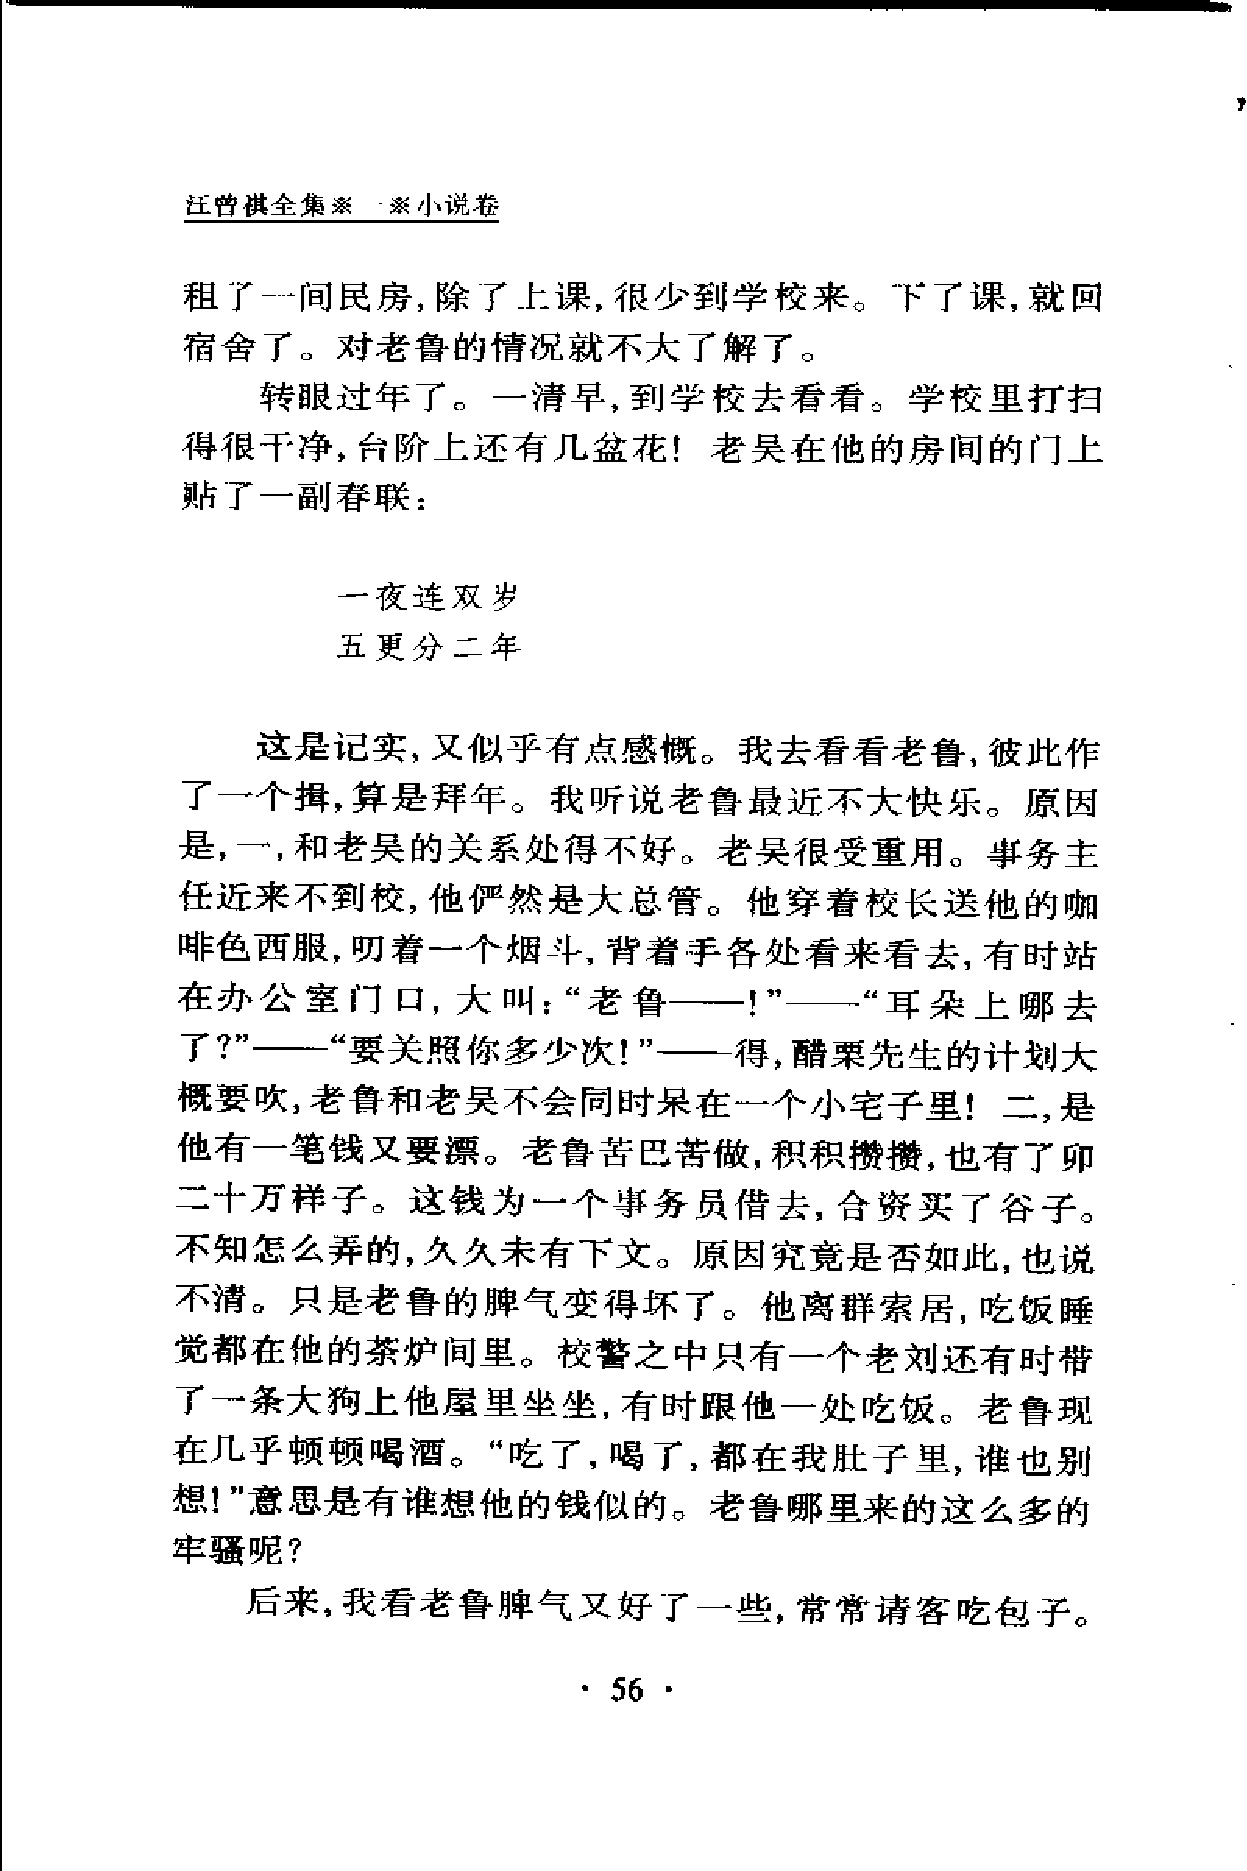 汪曾祺全集※一※小说卷
租了一间民房,除了上课,很少到学校来。下了课,就回
宿舍了。对老鲁的情况就不大了解了。
转眼过年了。一清早,到学校去看看。学校里打扫
得很干净,台阶上还有几盆花!老吴在他的房间的门上
贴了一副春联:
一夜连双岁
五更分二年
这是记实,又似乎有点感慨。我去看看老鲁,彼此作
了一个揖,算是拜年。我听说老鲁最近不大快乐。原因
是,一,和老吴的关系处得不好。老吴很受重用。事务主
任近来不到校,他俨然是大总管。他穿着校长送他的咖
啡色西服,叨着一个烟斗,背着手各处看来看去,有时站
在办公室门口,大叫:“老鲁——!”——“耳朵上哪去
了?”——“要关照你多少次!”——得,醋栗先生的计划大
概要吹,老鲁和老吴不会同时呆在一个小宅子里!二,是
他有一笔钱又要漂。老鲁苦巴苦做,积积攒攒,也有了卯
二十万样子。这钱为一个事务员借去,合资买了谷子。
不知怎么弄的,久久未有下文。原因究竟是否如此,也说
不清。只是老鲁的脾气变得坏了。他离群索居,吃饭睡
觉都在他的茶炉间里。校警之中只有一个老刘还有时带
了一条大狗上他屋里坐坐,有时跟他一处吃饭。老鲁现
在几乎顿顿喝酒。“吃了,喝了,都在我肚子里,谁也别
想!”意思是有谁想他的钱似的。老鲁哪里来的这么多的
牢骚呢?
后来,我看老鲁脾气又好了一些,常常请客吃包子。
· 56 ·